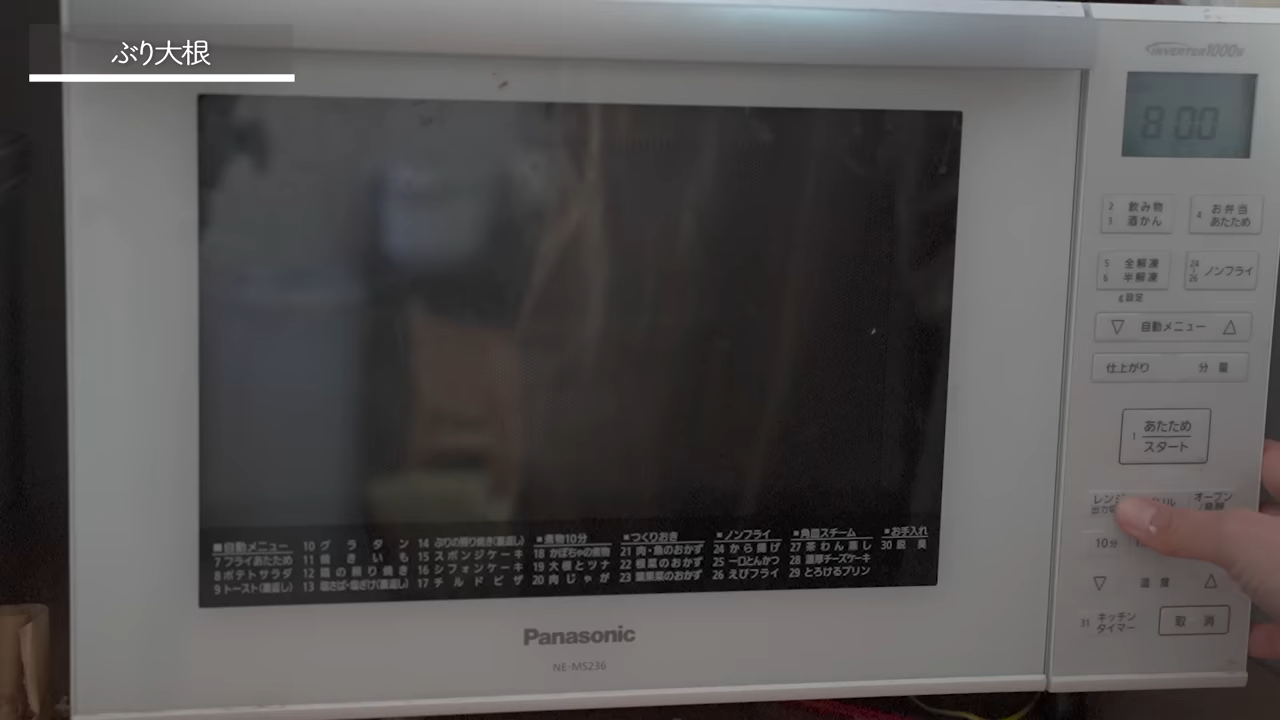 ぶり大根
INVERTER 1000W
8 00
2 飲み物
3 酒かん
4 お弁当
あたため
5 全解凍
6 半解凍
24
26 ノンフライ
g設定
▽ 自動メニュー △
仕上がり 分量
1 あたため
スタート
レンジ オーブン
10分
▽ 温度 △
31 キッチン
タイマー
取消
■自動メニュー
7 フライあたため
8 ポテトサラダ
9 トースト(裏返し)
10 グラタン
11 焼きいも
12 鶏の照り焼き
13 塩さば・塩ざけ(裏返し)
14 ぶりの照り焼き(裏返し)
15 スポンジケーキ
16 シフォンケーキ
17 チルドピザ
■煮物10分
18 かぼちゃの煮物
19 大根とツナ
20 肉じゃが
■つくりおき
21 肉・魚のおかず
22 根菜のおかず
23 葉果菜のおかず
■ノンフライ
24 から揚げ
25 一口とんかつ
26 えびフライ
■角皿スチーム
27 茶わん蒸し
28 濃厚チーズケーキ
29 とろけるプリン
■お手入れ
30 脱臭
Panasonic
NE-MS236